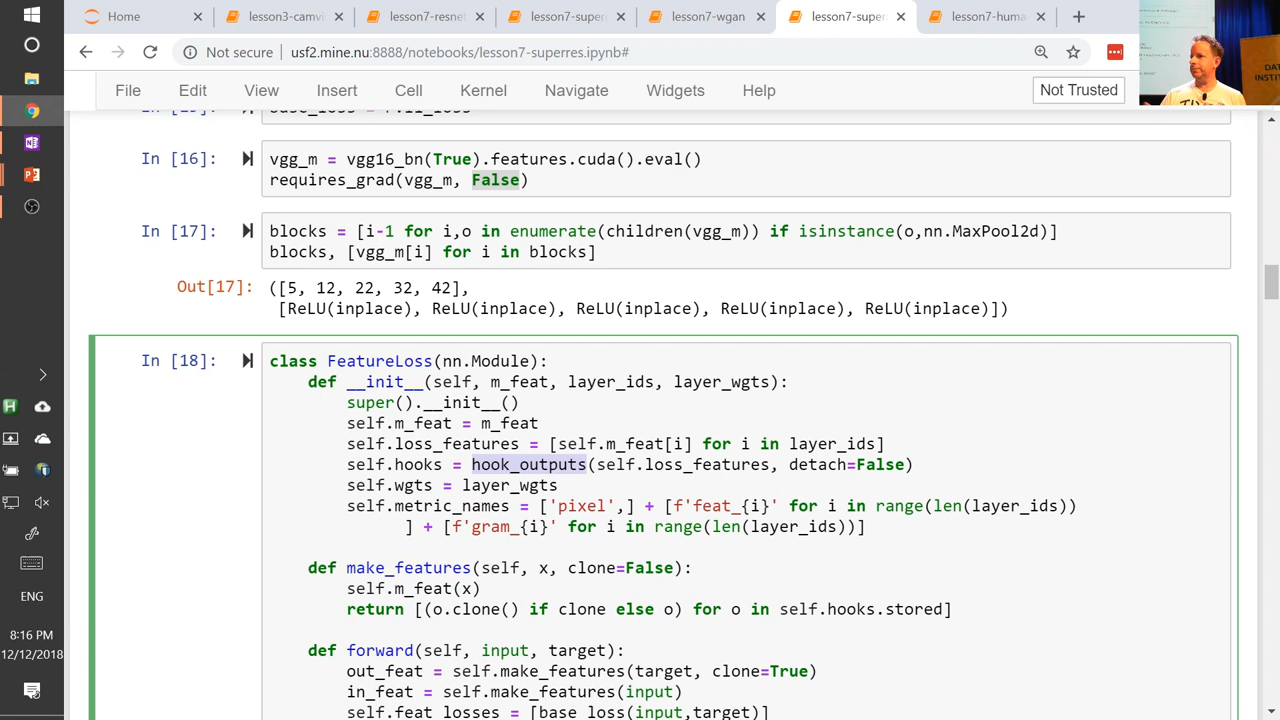 Home
lesson3-camvi
lesson7-resne
lesson7-super
lesson7-wgan
lesson7-super
lesson7-huma
Not secure usf2.mine.nu:8888/notebooks/lesson7-superres.ipynb#
File Edit View Insert Cell Kernel Navigate Widgets Help Not Trusted
In [16]: vgg_m = vgg16_bn(True).features.cuda().eval()
requires_grad(vgg_m, False)
In [17]: blocks = [i-1 for i,o in enumerate(children(vgg_m)) if isinstance(o,nn.MaxPool2d)]
blocks, [vgg_m[i] for i in blocks]
Out[17]: ([5, 12, 22, 32, 42],
[ReLU(inplace), ReLU(inplace), ReLU(inplace), ReLU(inplace), ReLU(inplace)])
In [18]: class FeatureLoss(nn.Module):
def __init__(self, m_feat, layer_ids, layer_wgts):
super().__init__()
self.m_feat = m_feat
self.loss_features = [self.m_feat[i] for i in layer_ids]
self.hooks = hook_outputs(self.loss_features, detach=False)
self.wgts = layer_wgts
self.metric_names = ['pixel',] + [f'feat_{i}' for i in range(len(layer_ids))
] + [f'gram_{i}' for i in range(len(layer_ids))]
def make_features(self, x, clone=False):
self.m_feat(x)
return [(o.clone() if clone else o) for o in self.hooks.stored]
def forward(self, input, target):
out_feat = self.make_features(target, clone=True)
in_feat = self.make_features(input)
self.feat_losses = [base_loss(input,target)]
ENG
8:16 PM
12/12/2018